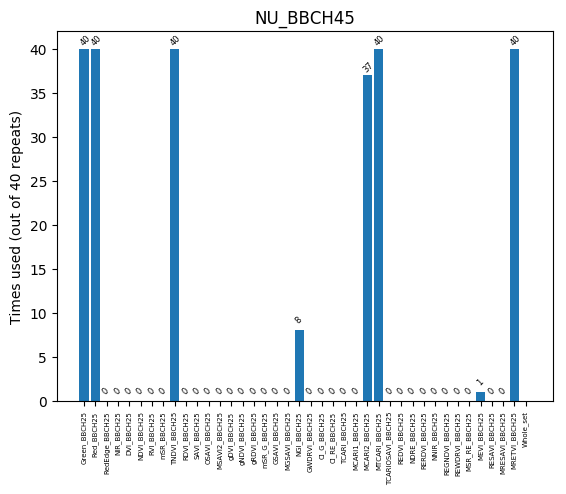 NU_BBCH45
Times used (out of 40 repeats)
40
35
30
25
20
15
10
5
0
40
40
0
0
0
0
0
0
40
0
0
0
0
0
0
0
0
0
0
8
0
0
0
0
0
37
40
0
0
0
0
0
0
0
0
1
0
0
40
Green_BBCH25
Red_BBCH25
RedEdge_BBCH25
NIR_BBCH25
DVI_BBCH25
NDVI_BBCH25
RVI_BBCH25
mSR_BBCH25
TNDVI_BBCH25
RDVI_BBCH25
SAVI_BBCH25
OSAVI_BBCH25
MSAVI2_BBCH25
gDVI_BBCH25
gNDVI_BBCH25
gRDVI_BBCH25
mSR_G_BBCH25
GSAVI_BBCH25
MGSAVI_BBCH25
NGI_BBCH25
GWDRVI_BBCH25
CI_G_BBCH25
CI_RE_BBCH25
TCARI_BBCH25
MCARI1_BBCH25
MCARI2_BBCH25
MTCARI_BBCH25
TCARIOSAVI_BBCH25
REDVI_BBCH25
NDRE_BBCH25
RERDVI_BBCH25
NNIR_BBCH25
REGNDVI_BBCH25
REWDRVI_BBCH25
MSR_RE_BBCH25
MEVI_BBCH25
RESAVI_BBCH25
MRESAVI_BBCH25
MRETVI_BBCH25
Whole_set